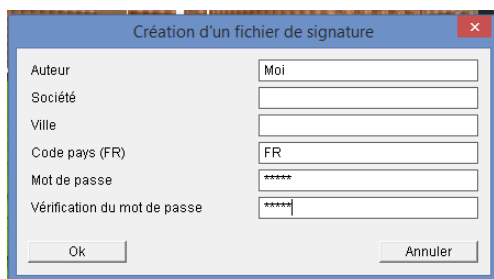 Création d'un fichier de signature
Auteur Moi
Société
Ville
Code pays (FR) FR
Mot de passe *****
Vérification du mot de passe *****
Ok Annuler